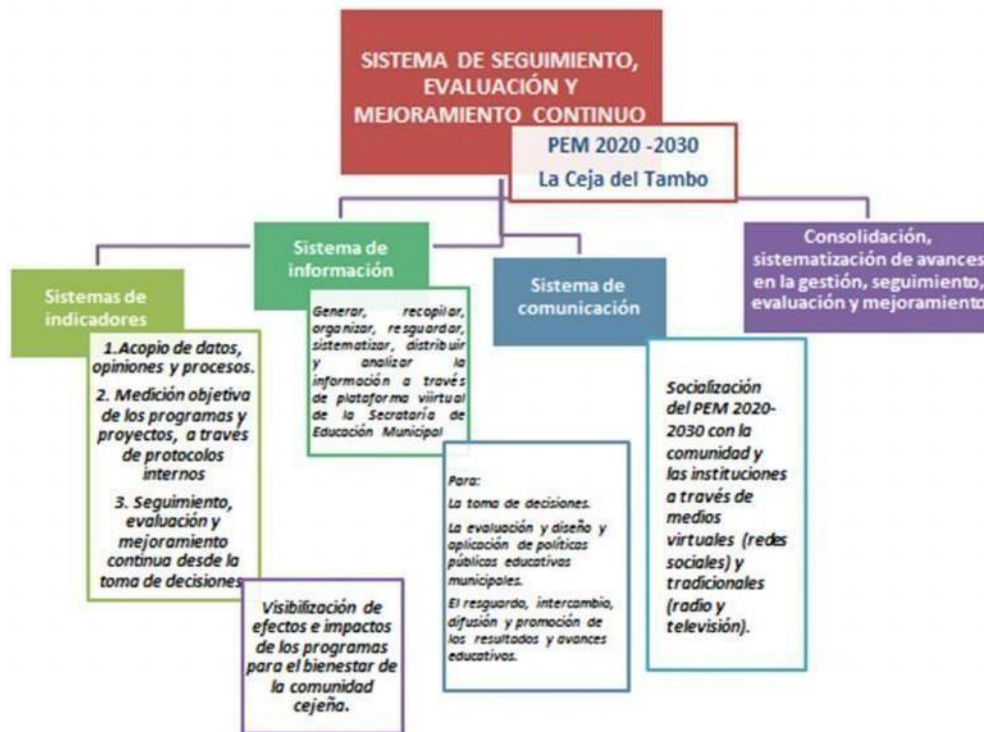 SISTEMA DE SEGUIMIENTO,
EVALUACIÓN Y
MEJORAMIENTO CONTINUO
PEM 2020 -2030
La Ceja del Tambo
Sistemas de
indicadores
1.Acopio de datos,
opiniones y procesos.
2. Medición objetiva
de los programas y
proyectos, a través
de protocolos
internos
3. Seguimiento,
evaluación y
mejoramiento
continua desde la
toma de decisiones
Visibilización de
efectos e impactos
de los programas
para el bienestar de
la comunidad
cejeña.
Sistema de
información
Generar, recopilar,
organizar, resguardar,
sistematizar, distribuir
y analizar la
información a través
de plataforma viirtual
de la Secretaría de
Educación Municipal
Sistema de
comunicación
Para:
La toma de decisiones.
La evaluación y diseño y
aplicación de políticas
públicas educativas
municipales.
El resguardo, intercambio,
difusión y promoción de
los resultados y avances
educativos.
Consolidación,
sistematización de avances
en la gestión, seguimiento,
evaluación y mejoramiento
Socialización
del PEM 2020-
2030 con la
comunidad y
las instituciones
a través de
medios
virtuales (redes
sociales) y
tradicionales
(radio y
televisión).